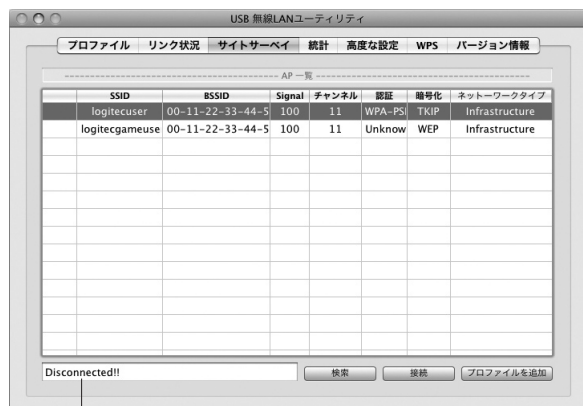 USB 無線LANユーティリティ
プロファイル リンク状況 サイトサーベイ 統計 高度な設定 WPS バージョン情報
AP 一覧
SSID BSSID Signal チャンネル 認証 暗号化 ネットーワークタイプ
logitecuser 00-11-22-33-44-5 100 11 WPA-PS TKIP Infrastructure
logitecgameuse 00-11-22-33-44-5 100 11 Unknow WEP Infrastructure
Disconnected!! 検索 接続 プロファイルを追加